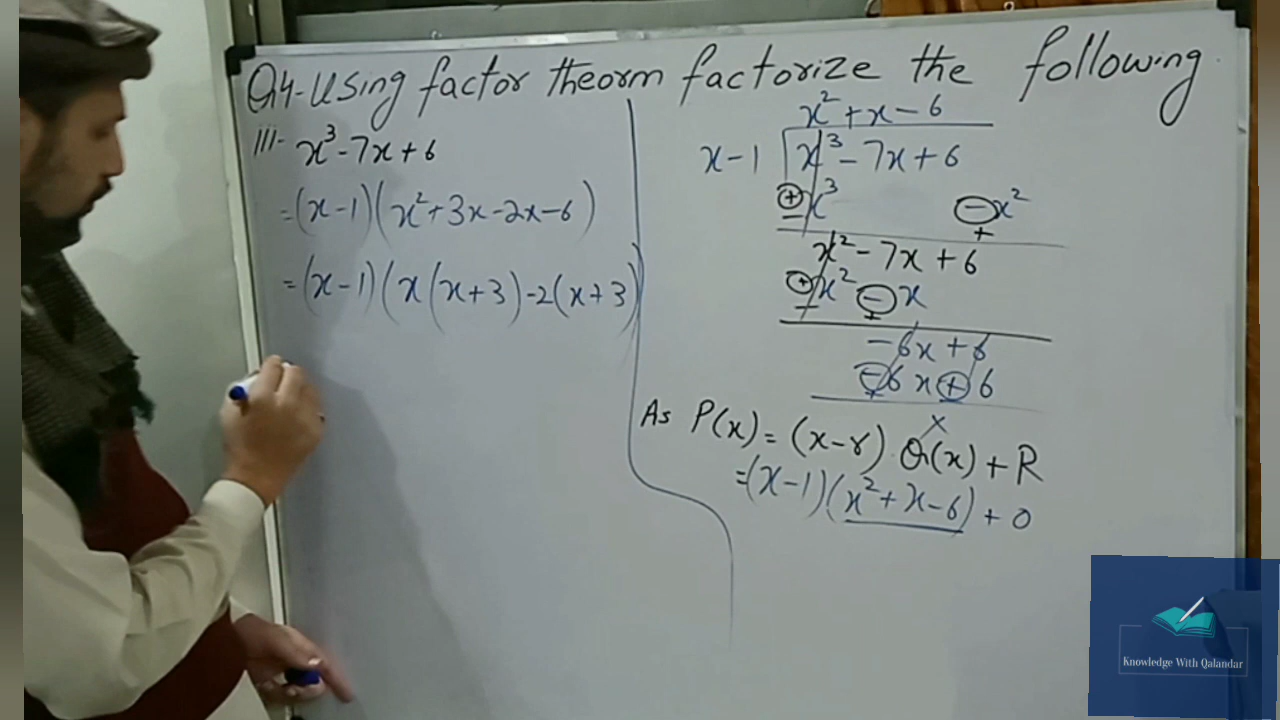 Q4-Using factor theorm factorize the following.
iii- x³-7x+6
=(x-1)(x²+3x-2x-6)
=(x-1)(x(x+3)-2(x+3)
x²+x-6
x-1 x³-7x+6
⊕x³ ⊖x²
- +
x²-7x+6
⊕x² ⊖x
- +
-6x+6
⊖6x⊕6
+ -
x
As P(x)=(x-r).Q(x)+R
=(x-1)(x²+x-6)+0
Knowledge With Qalandar